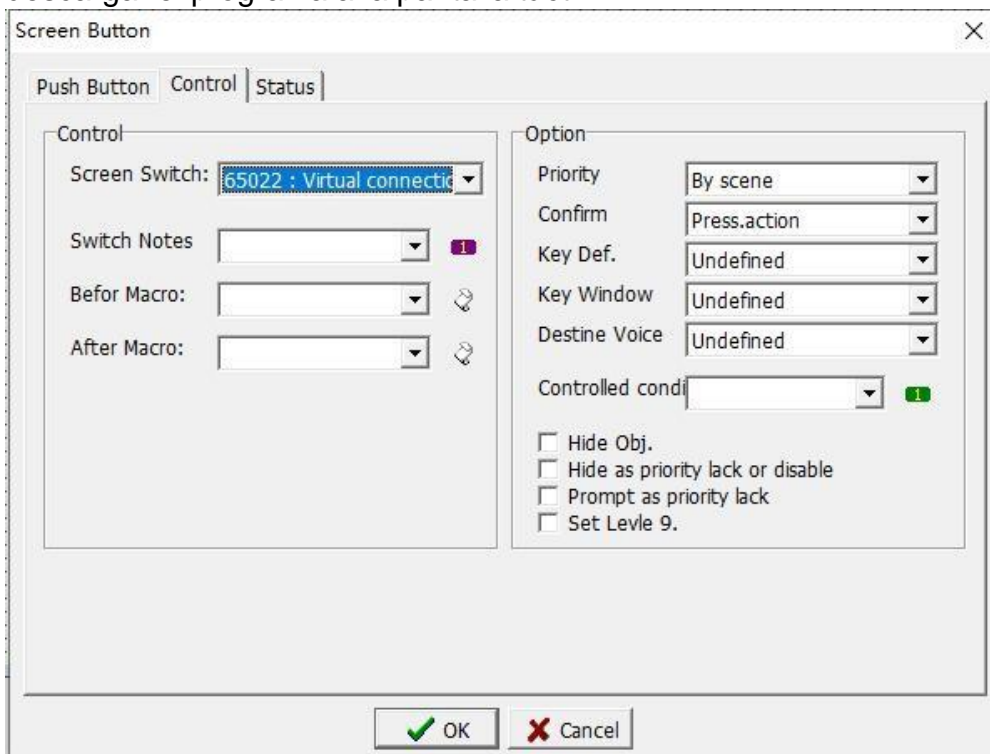 Screen Button
Push Button Control Status
Control
Screen Switch: 65022 : Virtual connectic
Switch Notes 1
Befor Macro:
After Macro:
Option
Priority By scene
Confirm Press.action
Key Def. Undefined
Key Window Undefined
Destine Voice Undefined
Controlled condi 1
Hide Obj.
Hide as priority lack or disable
Prompt as priority lack
Set Levle 9.
OK Cancel